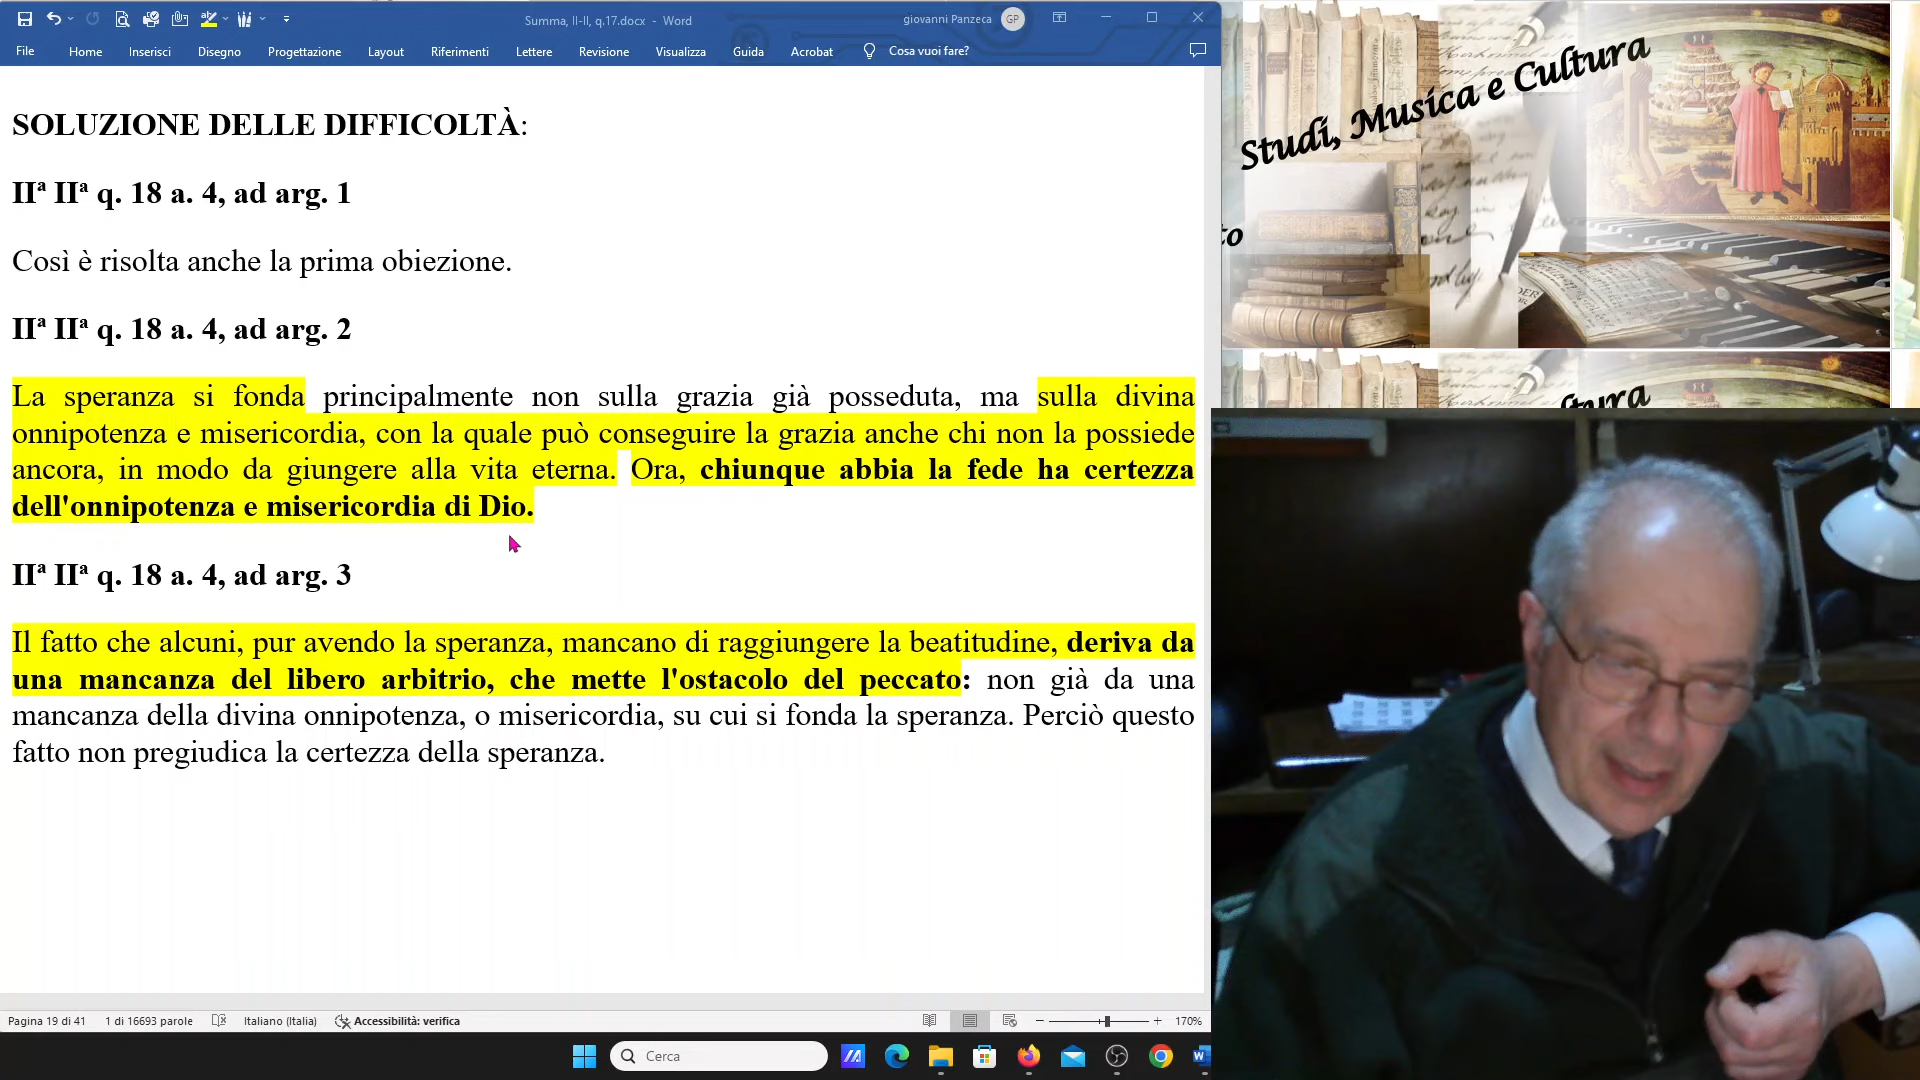 Summa, II-II, q.17.docx - Word
giovanni Panzeca GP
File Home Inserisci Disegno Progettazione Layout Riferimenti Lettere Revisione Visualizza Guida Acrobat Cosa vuoi fare?
SOLUZIONE DELLE DIFFICOLTÀ:
IIª IIª q. 18 a. 4, ad arg. 1
Così è risolta anche la prima obiezione.
IIª IIª q. 18 a. 4, ad arg. 2
La speranza si fonda principalmente non sulla grazia già posseduta, ma sulla divina
onnipotenza e misericordia, con la quale può conseguire la grazia anche chi non la possiede
ancora, in modo da giungere alla vita eterna. Ora, chiunque abbia la fede ha certezza
dell'onnipotenza e misericordia di Dio.
IIª IIª q. 18 a. 4, ad arg. 3
Il fatto che alcuni, pur avendo la speranza, mancano di raggiungere la beatitudine, deriva da
una mancanza del libero arbitrio, che mette l'ostacolo del peccato: non già da una
mancanza della divina onnipotenza, o misericordia, su cui si fonda la speranza. Perciò questo
fatto non pregiudica la certezza della speranza.
Pagina 19 di 41 1 di 16693 parole Italiano (Italia) Accessibilità: verifica 170%
Cerca
Studi, Musica e Cultura
to